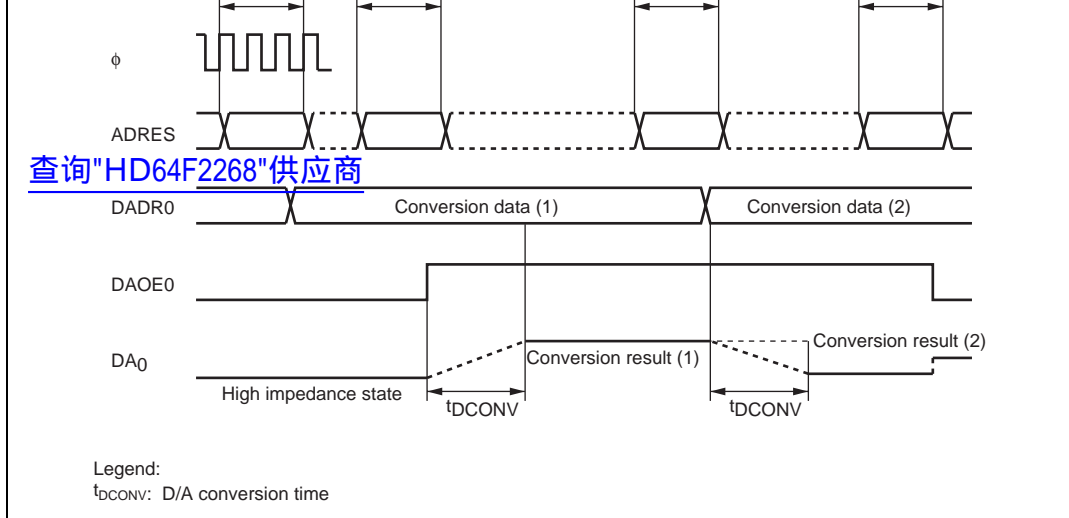 φ
ADRES
查询"HD64F2268"供应商
DADR0
Conversion data (1)
Conversion data (2)
DAOE0
DA0
Conversion result (1)
Conversion result (2)
High impedance state
tDCONV
tDCONV
Legend:
tDCONV: D/A conversion time